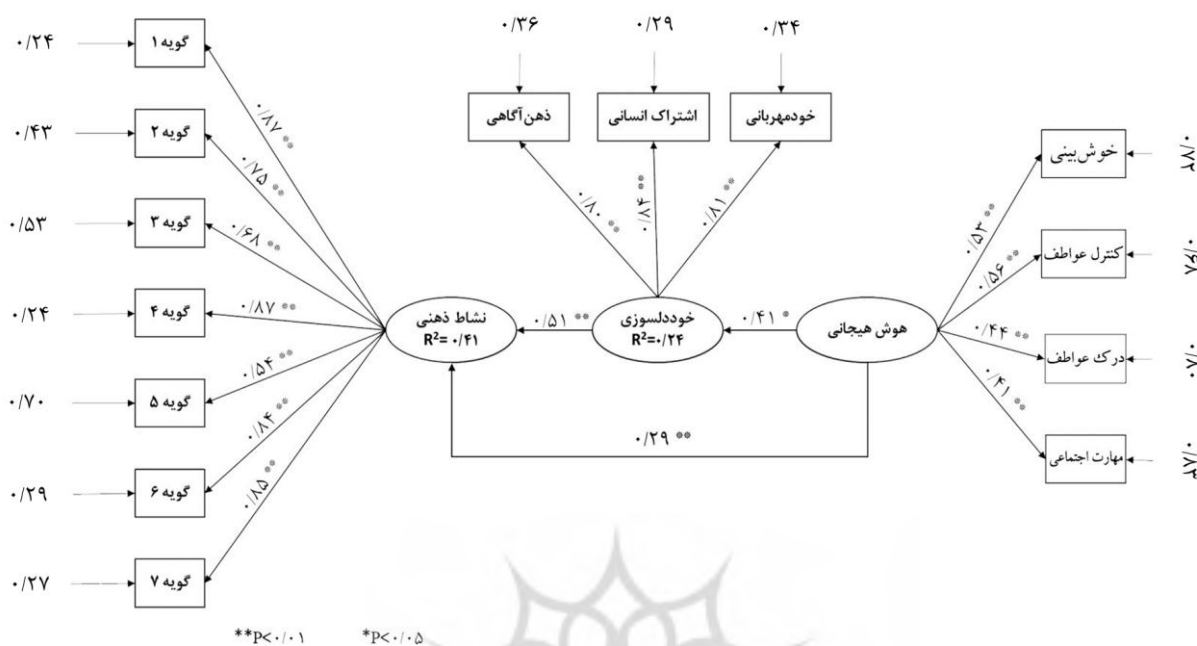 ۰/۳۶
۰/۲۹
۰/۳۴
ذهن‌آگاهی
اشتراک انسانی
خودمهربانی
۰/۸۰ **
۰/۸۴ **
۰/۸۱ **
خوش‌بینی
۰/۷۲
کنترل عواطف
۰/۶۸
درک عواطف
۰/۸۰
مهارت اجتماعی
۰/۸۳
۰/۵۳ **
۰/۵۶ **
۰/۴۴ **
۰/۴۱ **
هوش هیجانی
۰/۴۱ *
خوددلسوزی
R²=۰/۲۴
۰/۵۱ **
نشاط ذهنی
R²= ۰/۴۱
۰/۲۹ **
۰/۸۷ **
۰/۷۵ **
۰/۶۸ **
۰/۸۷ **
۰/۵۴ **
۰/۸۴ **
۰/۸۵ **
گویه ۱
۰/۲۴
گویه ۲
۰/۴۳
گویه ۳
۰/۵۳
گویه ۴
۰/۲۴
گویه ۵
۰/۷۰
گویه ۶
۰/۲۹
گویه ۷
۰/۲۷
**P<۰/۰۱ *P<۰/۰۵